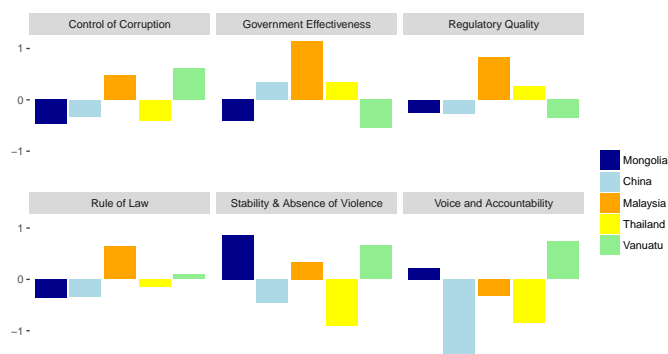 Control of Corruption
Government Effectiveness
Regulatory Quality
1
0
−1
Rule of Law
Stability & Absence of Violence
Voice and Accountability
1
0
−1
Mongolia
China
Malaysia
Thailand
Vanuatu